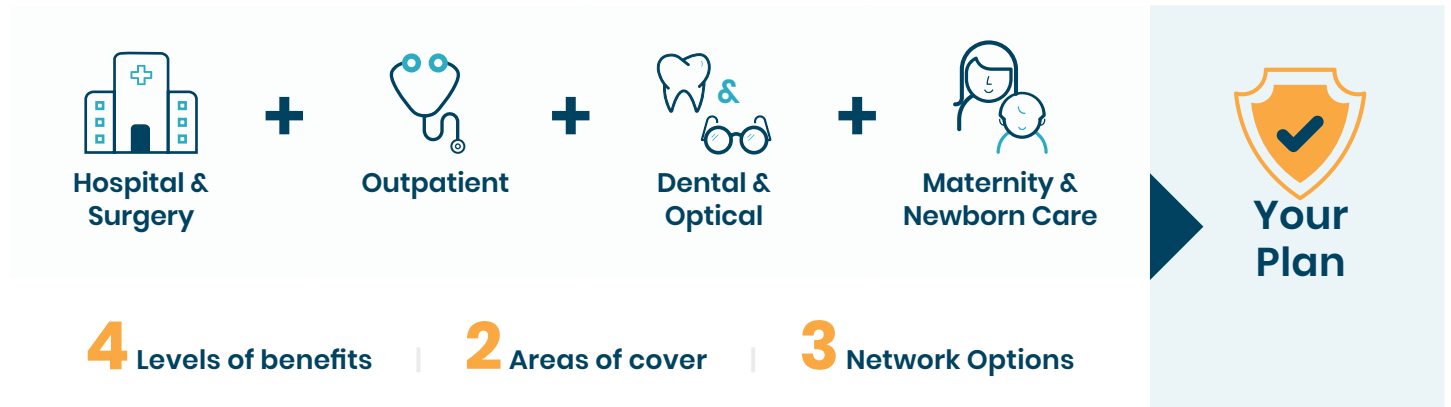 Hospital &
Surgery
+
Outpatient
+
&
Dental &
Optical
+
Maternity &
Newborn Care
Your
Plan
4 Levels of benefits
2 Areas of cover
3 Network Options